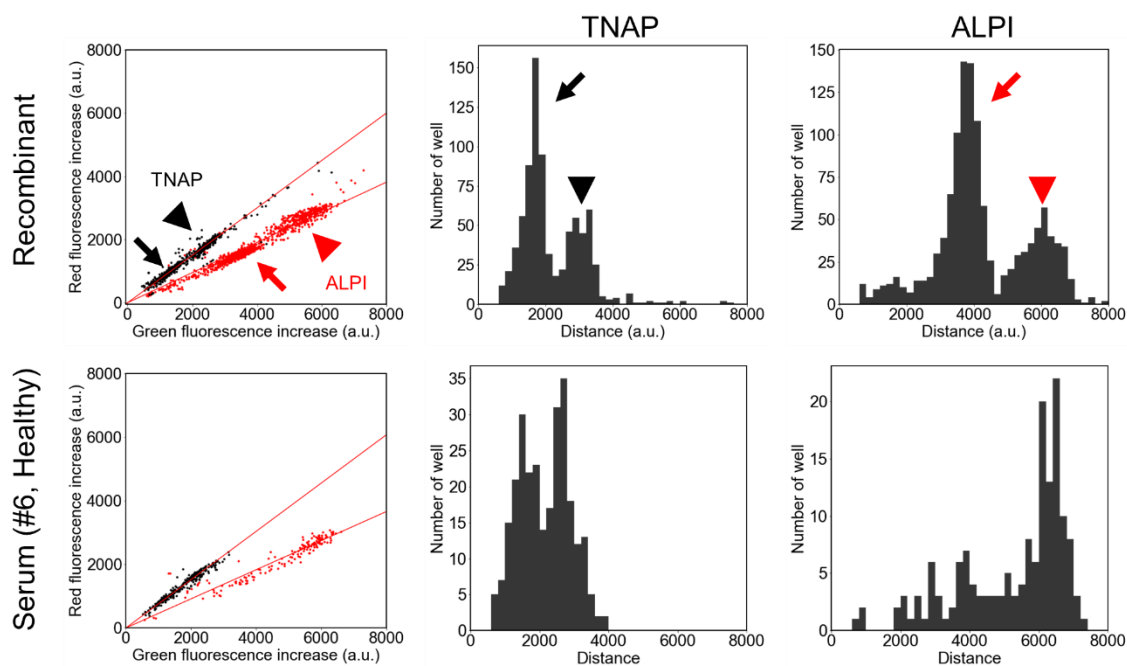 TNAP
ALPI
Recombinant
8000
6000
4000
2000
0
0 2000 4000 6000 8000
Red fluorescence increase (a.u.)
Green fluorescence increase (a.u.)
TNAP
ALPI
150
125
100
75
50
25
0
0 2000 4000 6000 8000
Number of well
Distance (a.u.)
150
125
100
75
50
25
0
0 2000 4000 6000 8000
Number of well
Distance (a.u.)
Serum (#6, Healthy)
8000
6000
4000
2000
0
0 2000 4000 6000 8000
Red fluorescence increase (a.u.)
Green fluorescence increase (a.u.)
35
30
25
20
15
10
5
0
0 2000 4000 6000 8000
Number of well
Distance
20
15
10
5
0
0 2000 4000 6000 8000
Number of well
Distance